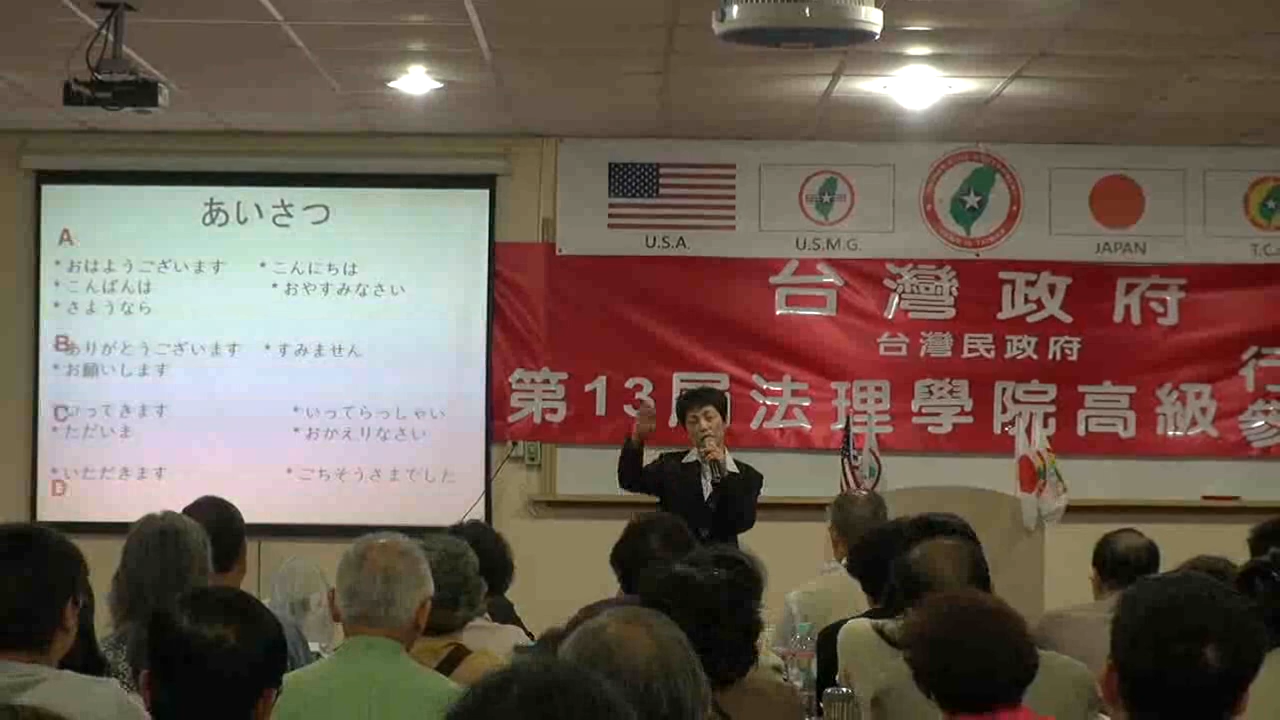 あいさつ
A
*おはようございます *こんにちは
*こんばんは *おやすみなさい
*さようなら
B
ありがとうございます *すみません
*お願いします
C
いってきます *いってらっしゃい
*ただいま *おかえりなさい
*いただきます *ごちそうさまでした
D
U.S.A.
U.S.M.G.
JAPAN
T.C.
台灣政府
台灣民政府
第13屆法理學院高級
行
參